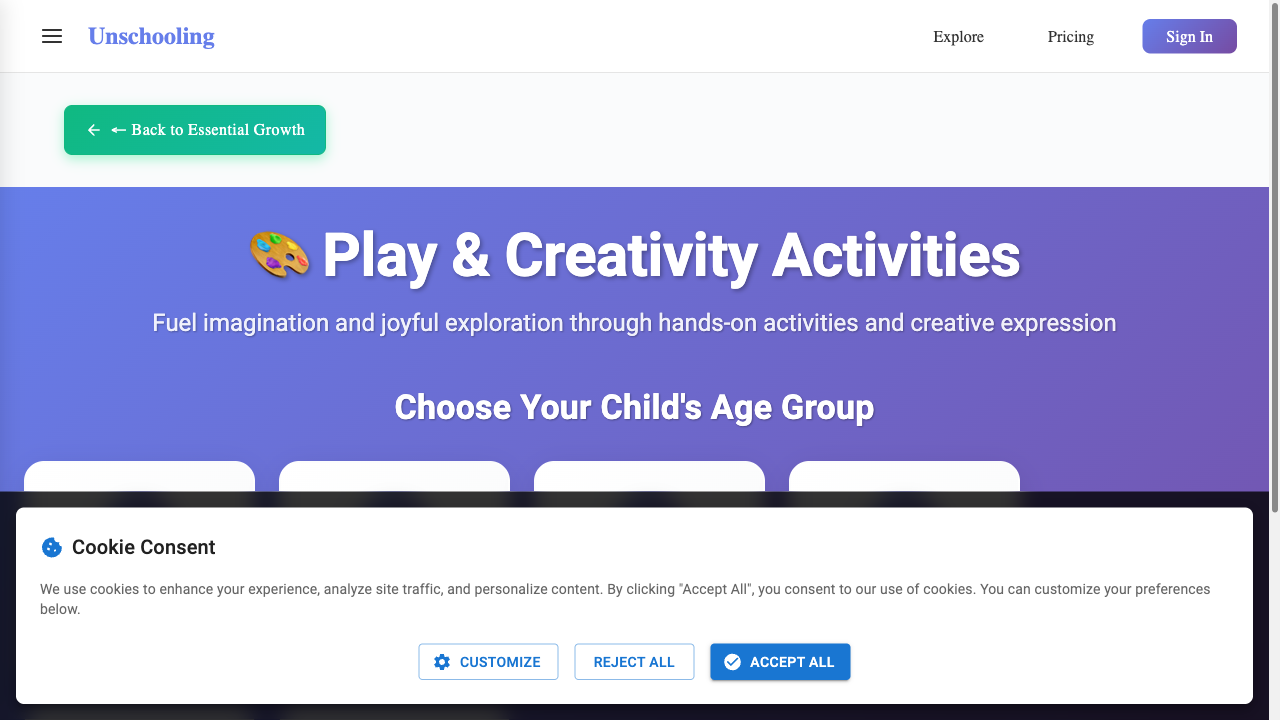 Unschooling
Explore
Pricing
Sign In
← Back to Essential Growth
Play & Creativity Activities
Fuel imagination and joyful exploration through hands-on activities and creative expression
Choose Your Child's Age Group
Cookie Consent
We use cookies to enhance your experience, analyze site traffic, and personalize content. By clicking "Accept All", you consent to our use of cookies. You can customize your preferences
below.
CUSTOMIZE
REJECT ALL
ACCEPT ALL